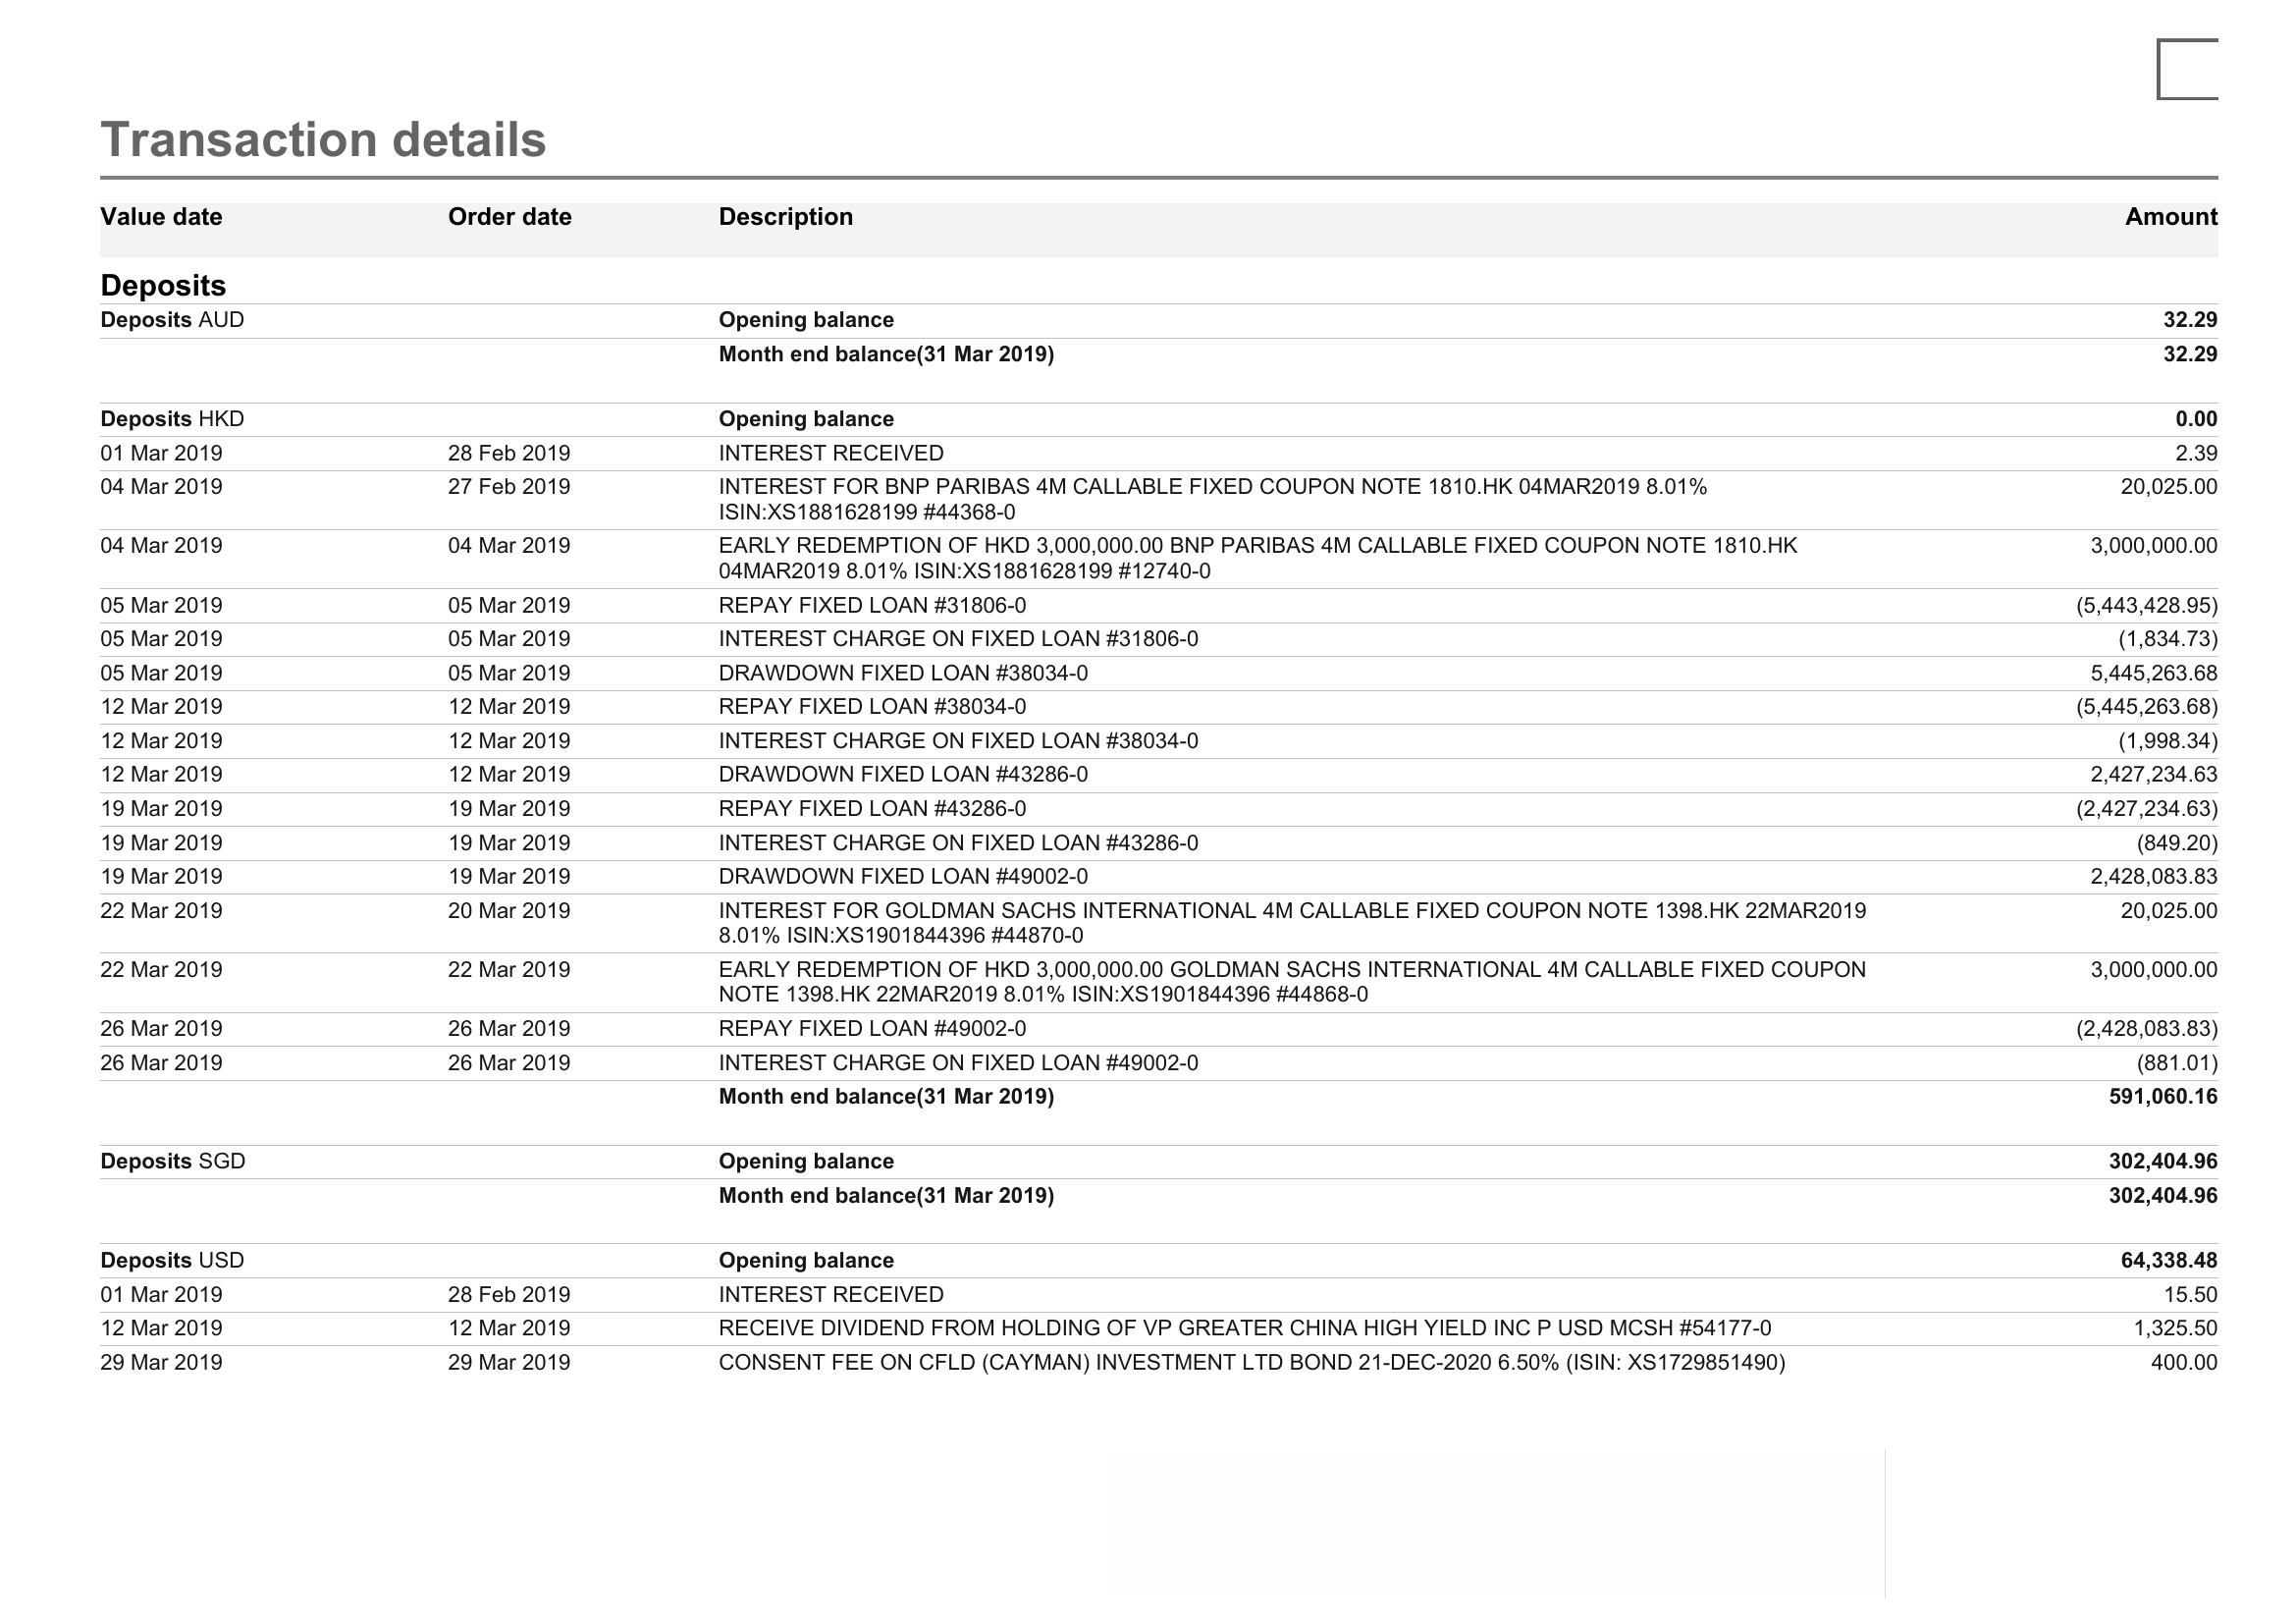 Transaction details
Value date Order date Description Amount
Deposits
Deposits AUD Opening balance 32.29
Month end balance(31 Mar 2019) 32.29
Deposits HKD Opening balance 0.00
01 Mar 2019 28 Feb 2019 INTEREST RECEIVED 2.39
04 Mar 2019 27 Feb 2019 INTEREST FOR BNP PARIBAS 4M CALLABLE FIXED COUPON NOTE 1810.HK 04MAR2019 8.01% 20,025.00
ISIN:XS1881628199 #44368-0
04 Mar 2019 04 Mar 2019 EARLY REDEMPTION OF HKD 3,000,000.00 BNP PARIBAS 4M CALLABLE FIXED COUPON NOTE 1810.HK 3,000,000.00
04MAR2019 8.01% ISIN:XS1881628199 #12740-0
05 Mar 2019 05 Mar 2019 REPAY FIXED LOAN #31806-0 (5,443,428.95)
05 Mar 2019 05 Mar 2019 INTEREST CHARGE ON FIXED LOAN #31806-0 (1,834.73)
05 Mar 2019 05 Mar 2019 DRAWDOWN FIXED LOAN #38034-0 5,445,263.68
12 Mar 2019 12 Mar 2019 REPAY FIXED LOAN #38034-0 (5,445,263.68)
12 Mar 2019 12 Mar 2019 INTEREST CHARGE ON FIXED LOAN #38034-0 (1,998.34)
12 Mar 2019 12 Mar 2019 DRAWDOWN FIXED LOAN #43286-0 2,427,234.63
19 Mar 2019 19 Mar 2019 REPAY FIXED LOAN #43286-0 (2,427,234.63)
19 Mar 2019 19 Mar 2019 INTEREST CHARGE ON FIXED LOAN #43286-0 (849.20)
19 Mar 2019 19 Mar 2019 DRAWDOWN FIXED LOAN #49002-0 2,428,083.83
22 Mar 2019 20 Mar 2019 INTEREST FOR GOLDMAN SACHS INTERNATIONAL 4M CALLABLE FIXED COUPON NOTE 1398.HK 22MAR2019 20,025.00
8.01% ISIN:XS1901844396 #44870-0
22 Mar 2019 22 Mar 2019 EARLY REDEMPTION OF HKD 3,000,000.00 GOLDMAN SACHS INTERNATIONAL 4M CALLABLE FIXED COUPON 3,000,000.00
NOTE 1398.HK 22MAR2019 8.01% ISIN:XS1901844396 #44868-0
26 Mar 2019 26 Mar 2019 REPAY FIXED LOAN #49002-0 (2,428,083.83)
26 Mar 2019 26 Mar 2019 INTEREST CHARGE ON FIXED LOAN #49002-0 (881.01)
Month end balance(31 Mar 2019) 591,060.16
Deposits SGD Opening balance 302,404.96
Month end balance(31 Mar 2019) 302,404.96
Deposits USD Opening balance 64,338.48
01 Mar 2019 28 Feb 2019 INTEREST RECEIVED 15.50
12 Mar 2019 12 Mar 2019 RECEIVE DIVIDEND FROM HOLDING OF VP GREATER CHINA HIGH YIELD INC P USD MCSH #54177-0 1,325.50
29 Mar 2019 29 Mar 2019 CONSENT FEE ON CFLD (CAYMAN) INVESTMENT LTD BOND 21-DEC-2020 6.50% (ISIN: XS1729851490) 400.00